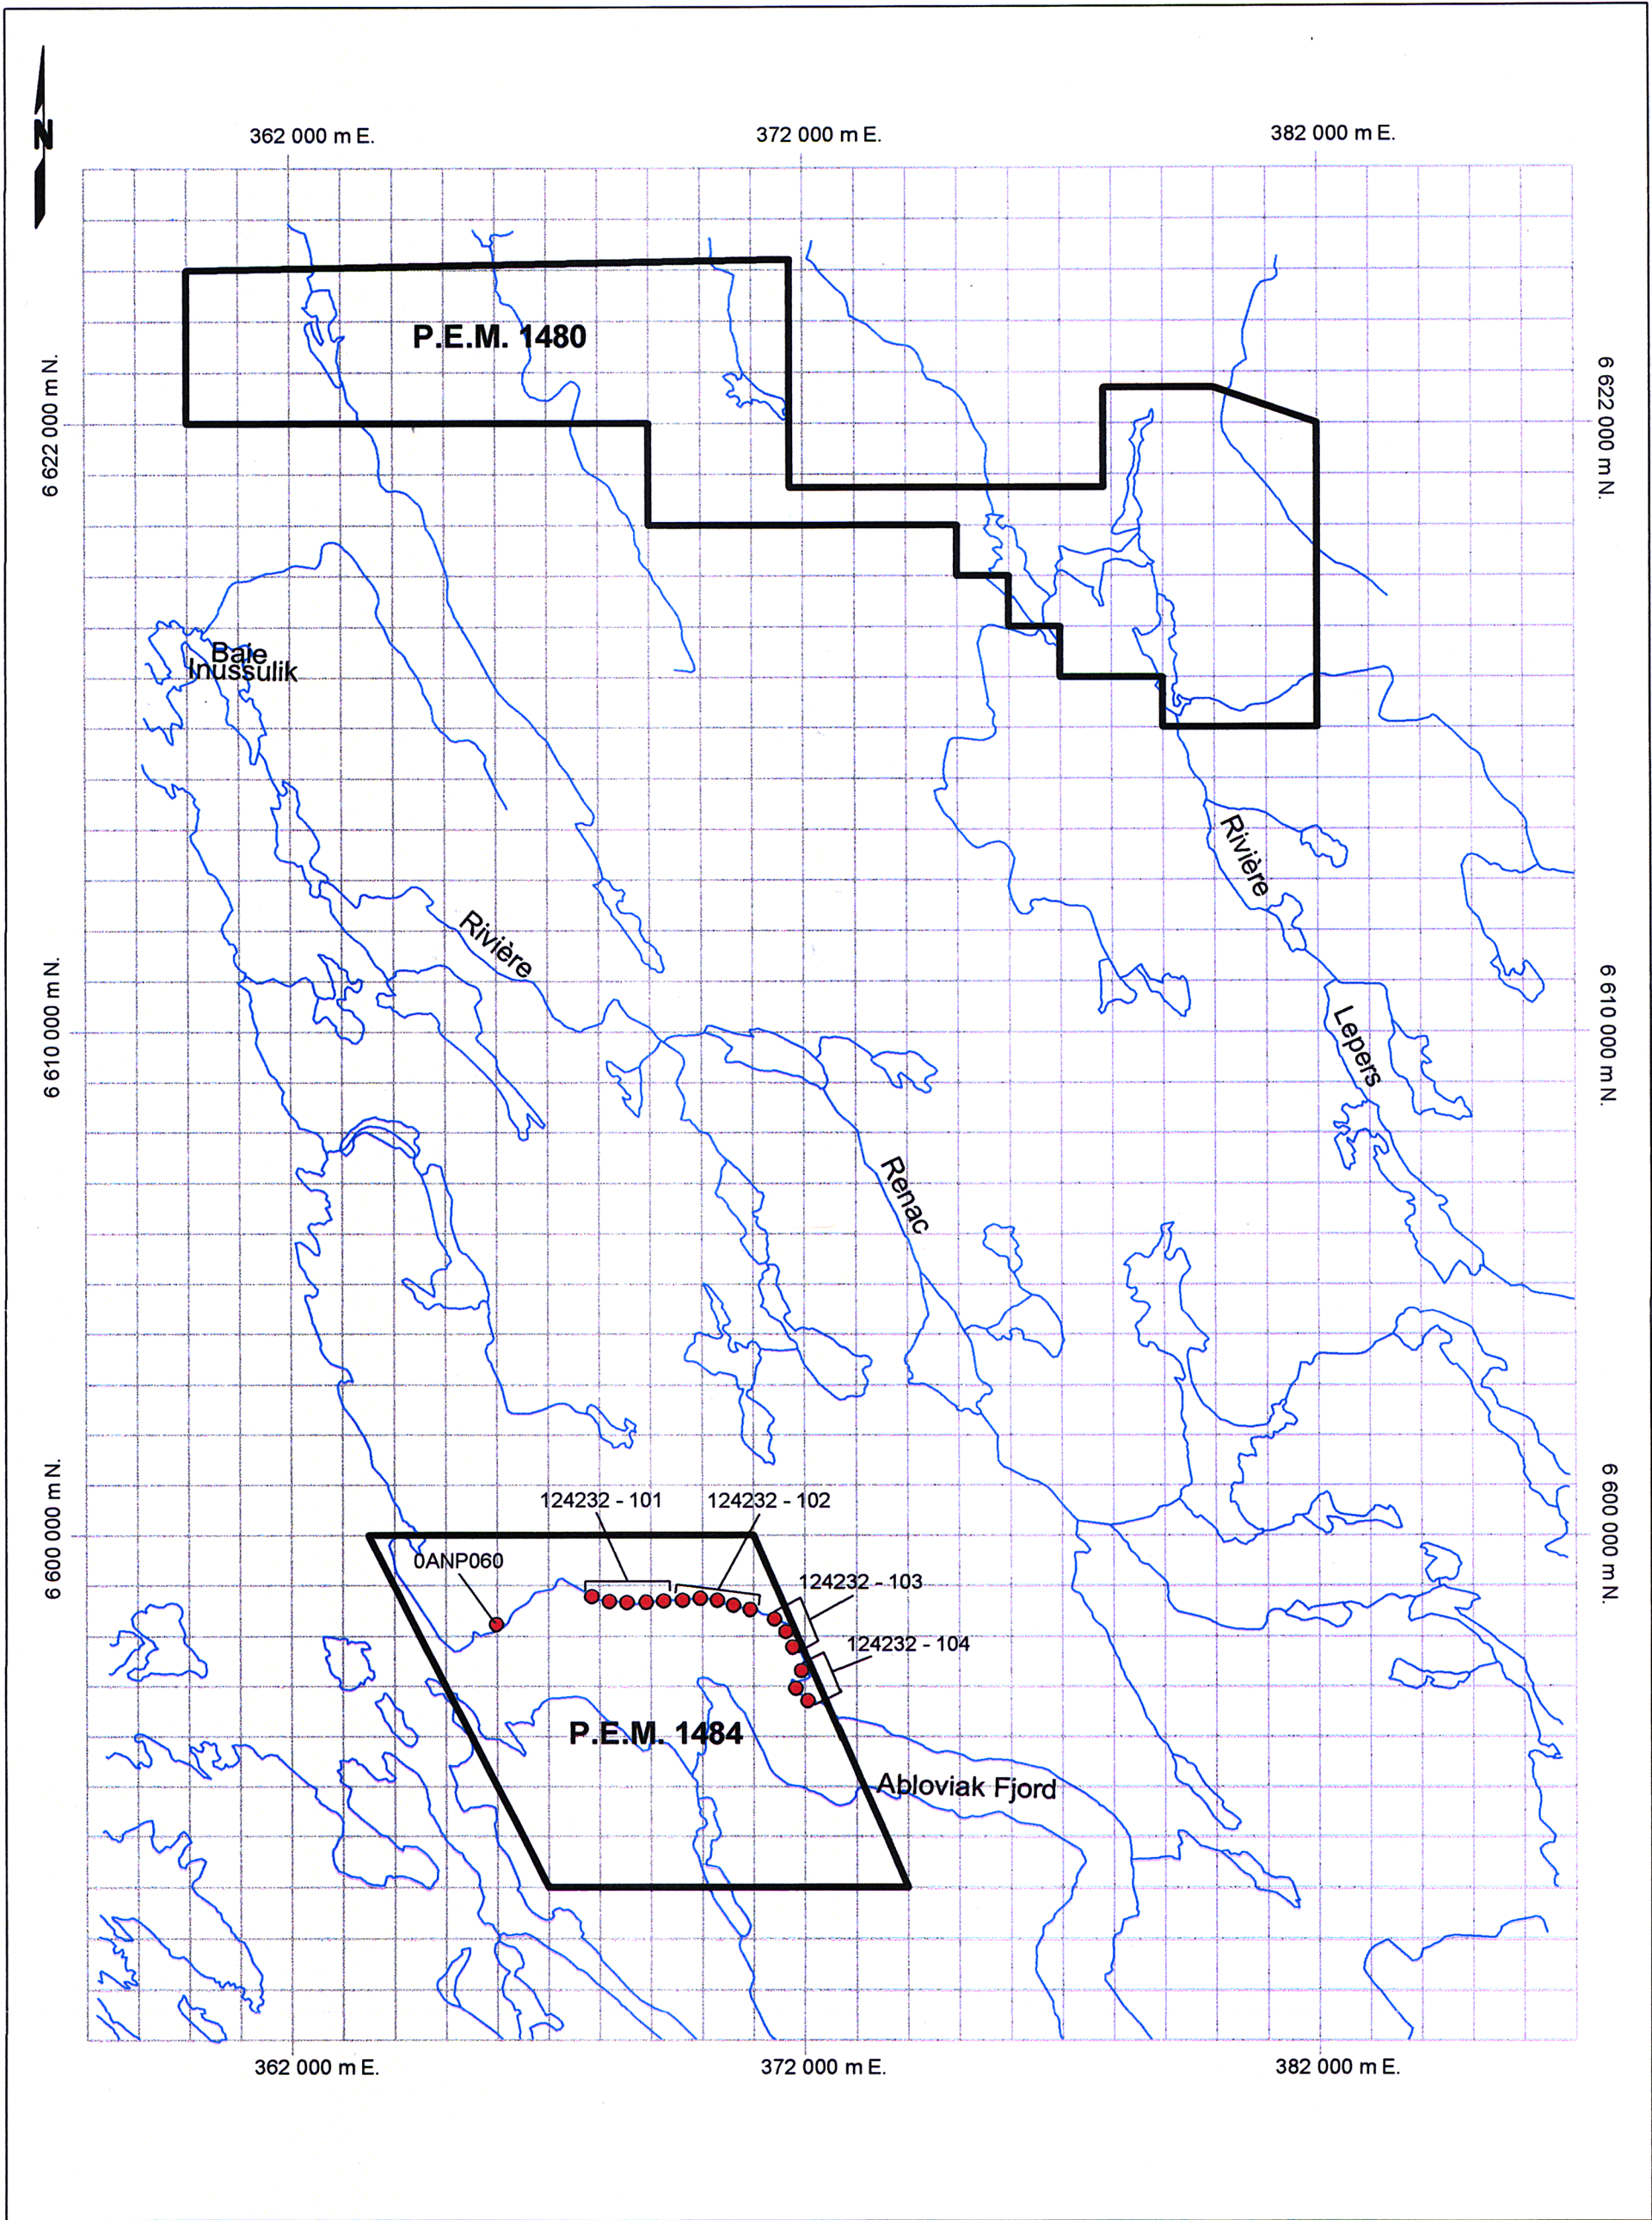 N
362 000 m E.
372 000 m E.
382 000 m E.
P.E.M. 1480
6 622 000 m N.
6 622 000 m N.
Baie
Inussulik
Rivière
Rivière
6 610 000 m N.
6 610 000 m N.
Lepers
Renac
6 600 000 m N.
6 600 000 m N.
124232 - 101
124232 - 102
0ANP060
124232 - 103
124232 - 104
P.E.M. 1484
Abloviak Fjord
362 000 m E.
372 000 m E.
382 000 m E.